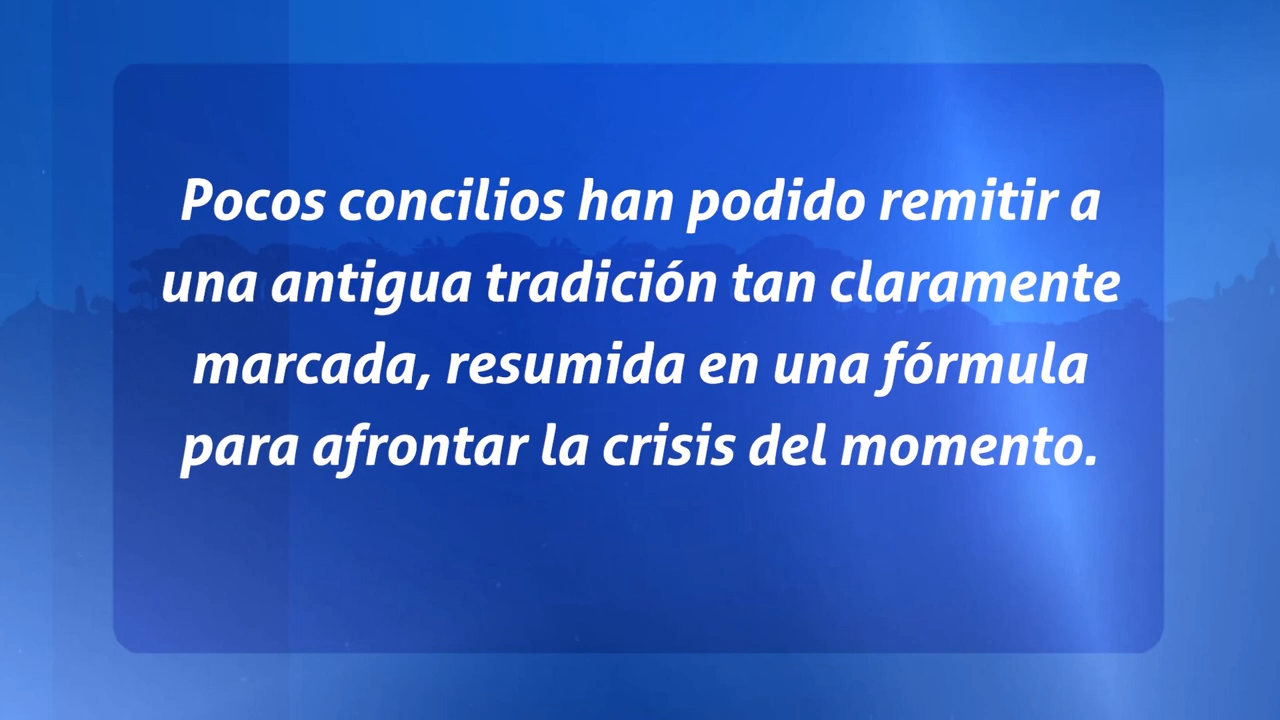 Pocos concilios han podido remitir a
una antigua tradición tan claramente
marcada, resumida en una fórmula
para afrontar la crisis del momento.